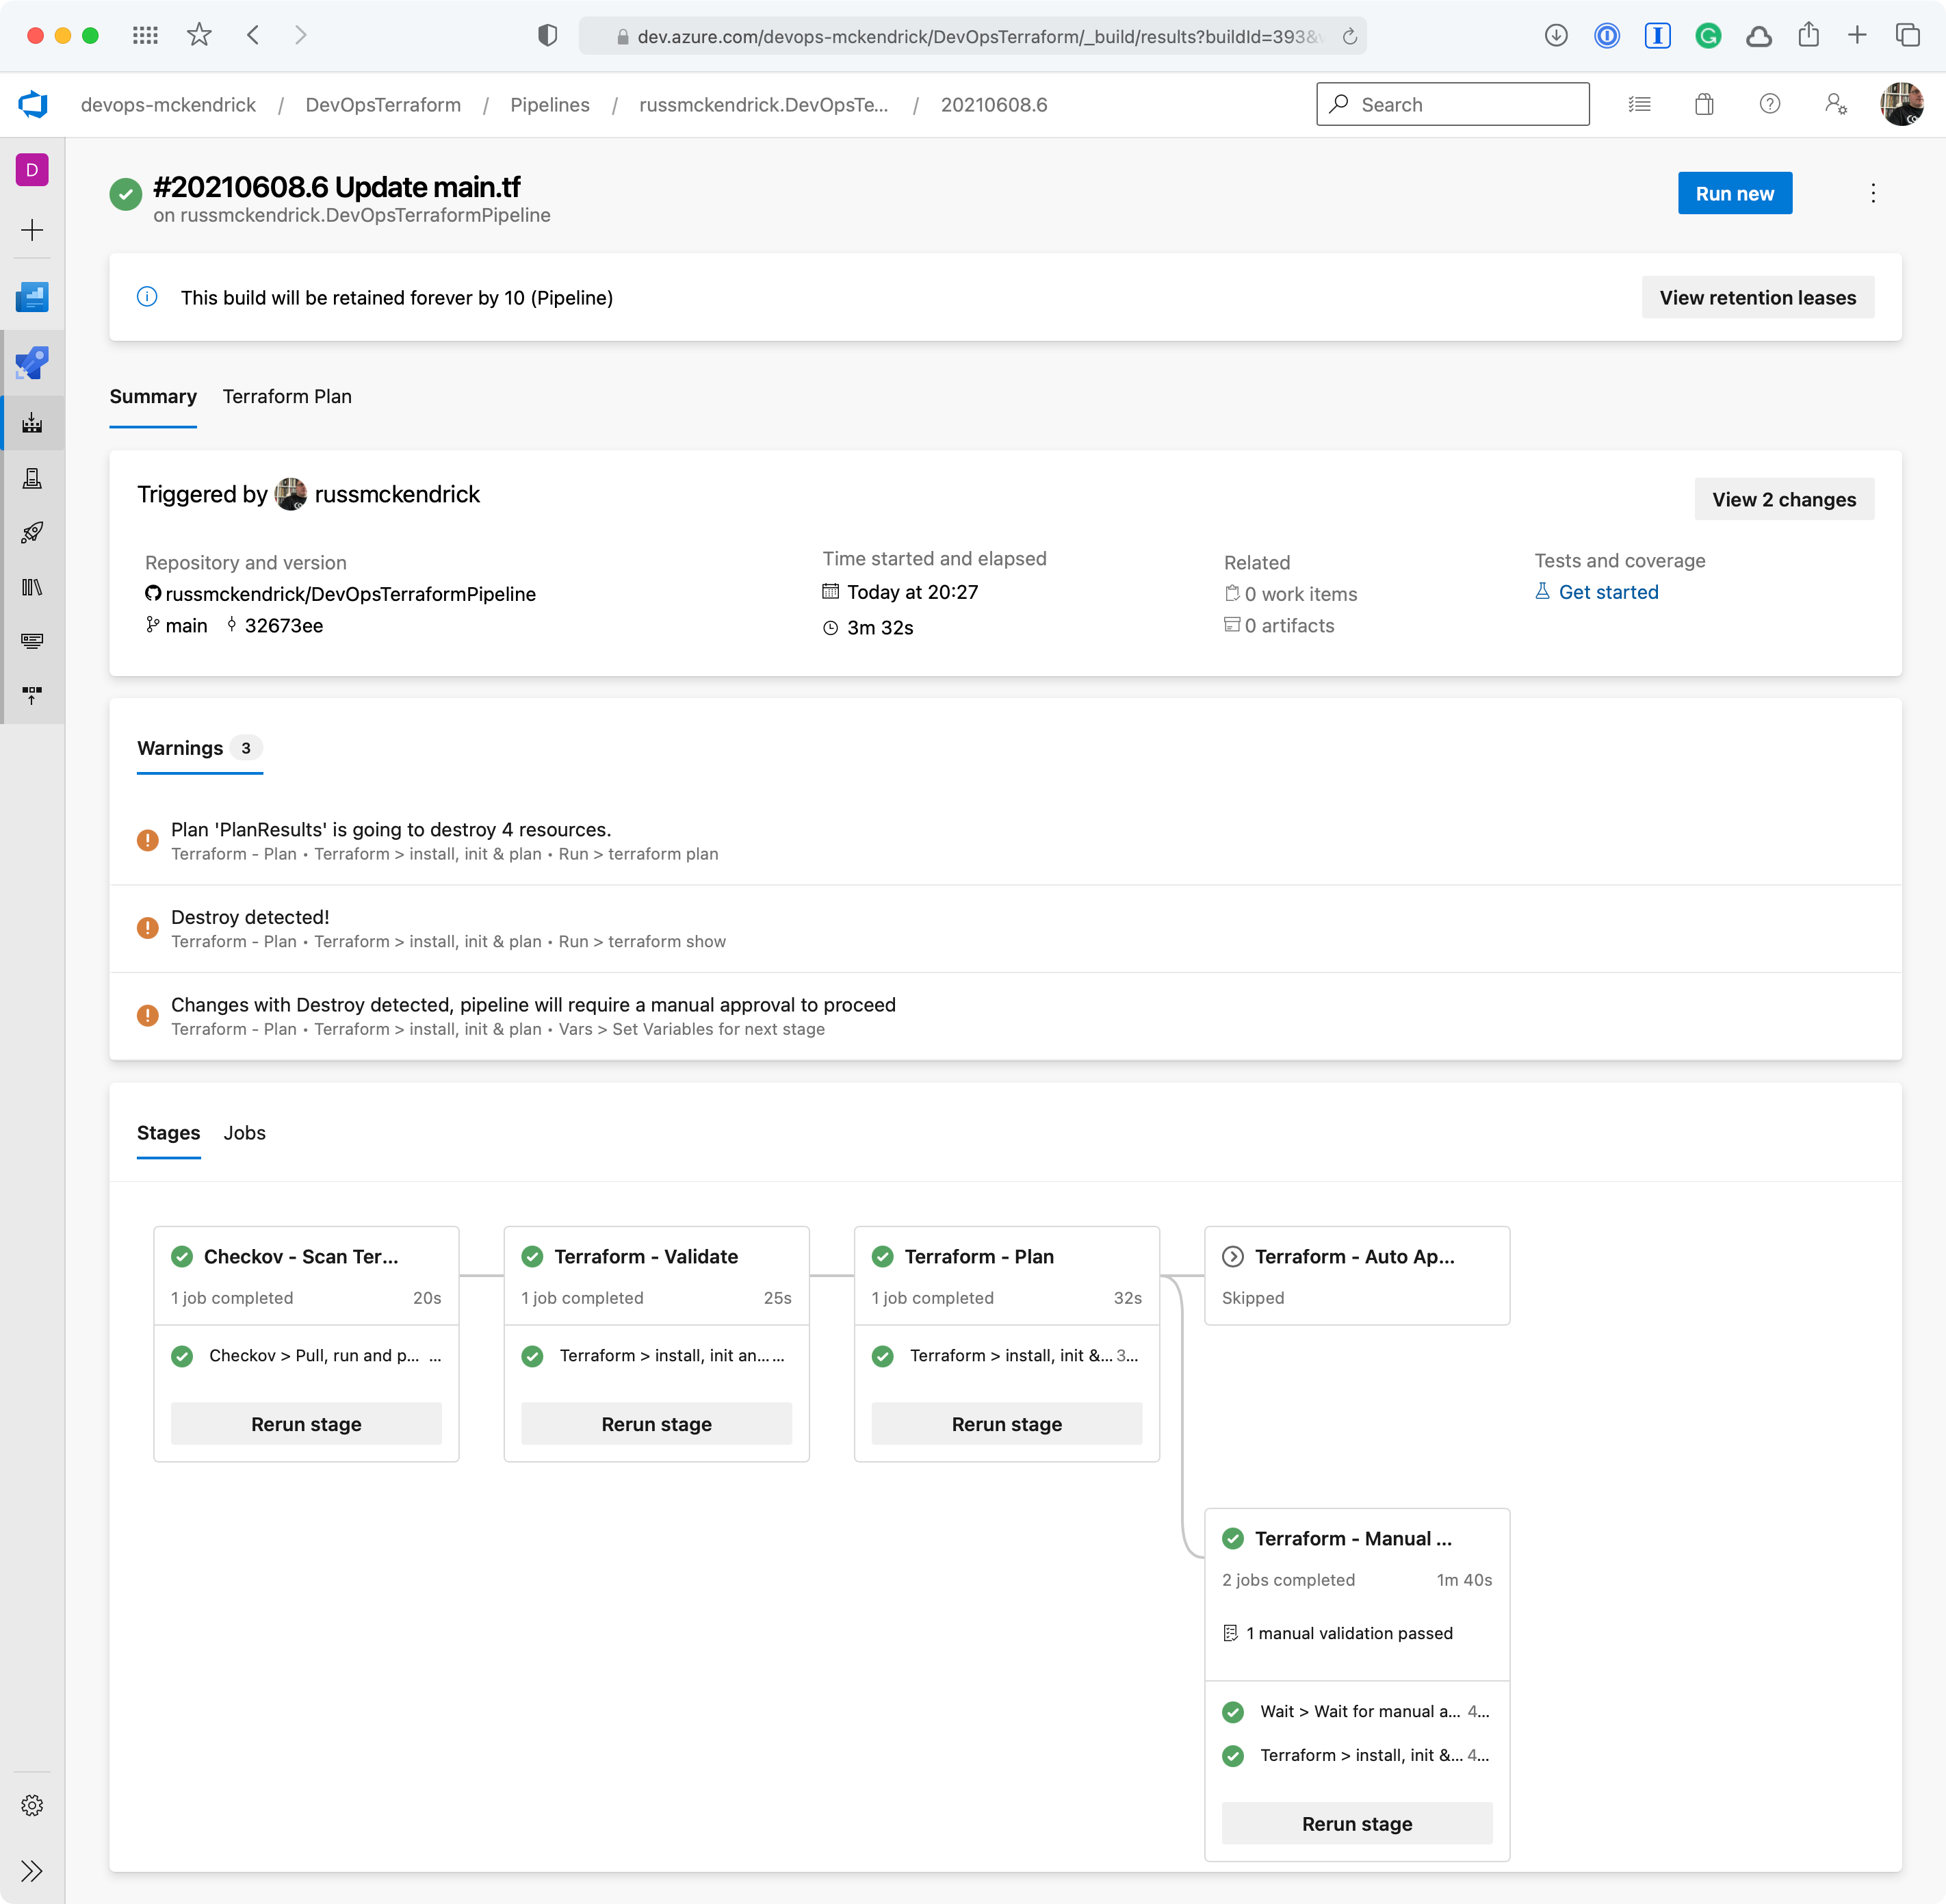 dev.azure.com/devops-mckendrick/DevOpsTerraform/_build/results?buildId=393&
devops-mckendrick / DevOpsTerraform / Pipelines / russmckendrick.DevOpsTe... / 20210608.6
Search
D
#20210608.6 Update main.tf
on russmckendrick.DevOpsTerraformPipeline
Run new
This build will be retained forever by 10 (Pipeline)
View retention leases
Summary
Terraform Plan
Triggered by russmckendrick
View 2 changes
Repository and version
russmckendrick/DevOpsTerraformPipeline
main 32673ee
Time started and elapsed
Today at 20:27
3m 32s
Related
0 work items
0 artifacts
Tests and coverage
Get started
Warnings 3
Plan 'PlanResults' is going to destroy 4 resources.
Terraform - Plan • Terraform > install, init & plan • Run > terraform plan
Destroy detected!
Terraform - Plan • Terraform > install, init & plan • Run > terraform show
Changes with Destroy detected, pipeline will require a manual approval to proceed
Terraform - Plan • Terraform > install, init & plan • Vars > Set Variables for next stage
Stages
Jobs
Checkov - Scan Ter...
1 job completed 20s
Checkov > Pull, run and p... ...
Rerun stage
Terraform - Validate
1 job completed 25s
Terraform > install, init an... ...
Rerun stage
Terraform - Plan
1 job completed 32s
Terraform > install, init &... 3...
Rerun stage
Terraform - Auto Ap...
Skipped
Terraform - Manual ...
2 jobs completed 1m 40s
1 manual validation passed
Wait > Wait for manual a... 4...
Terraform > install, init &... 4...
Rerun stage